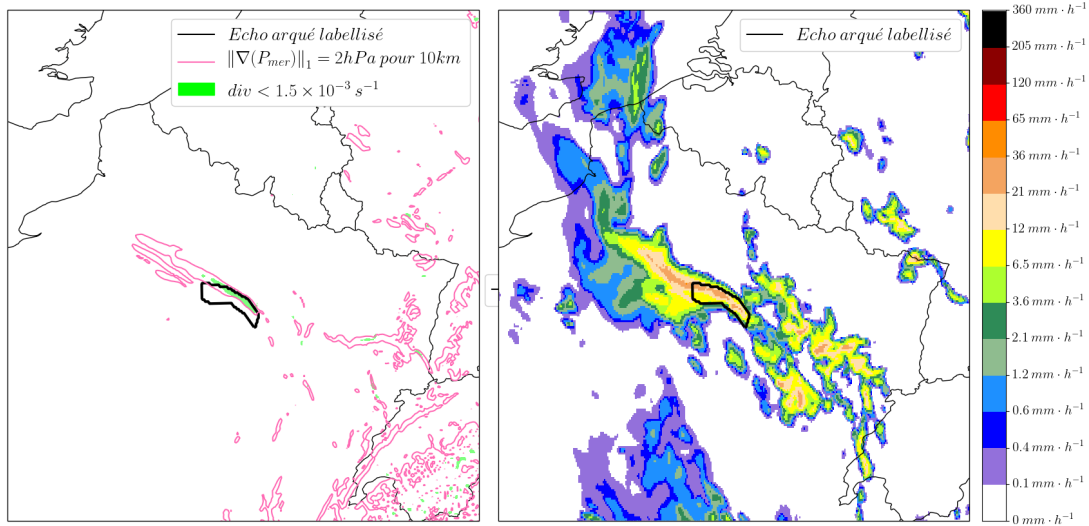 Echo arqué labellisé
‖∇(P_mer)‖₁ = 2hPa pour 10km
div < 1.5 × 10⁻³ s⁻¹
Echo arqué labellisé
360 mm · h⁻¹
205 mm · h⁻¹
120 mm · h⁻¹
65 mm · h⁻¹
36 mm · h⁻¹
21 mm · h⁻¹
12 mm · h⁻¹
6.5 mm · h⁻¹
3.6 mm · h⁻¹
2.1 mm · h⁻¹
1.2 mm · h⁻¹
0.6 mm · h⁻¹
0.4 mm · h⁻¹
0.1 mm · h⁻¹
0 mm · h⁻¹